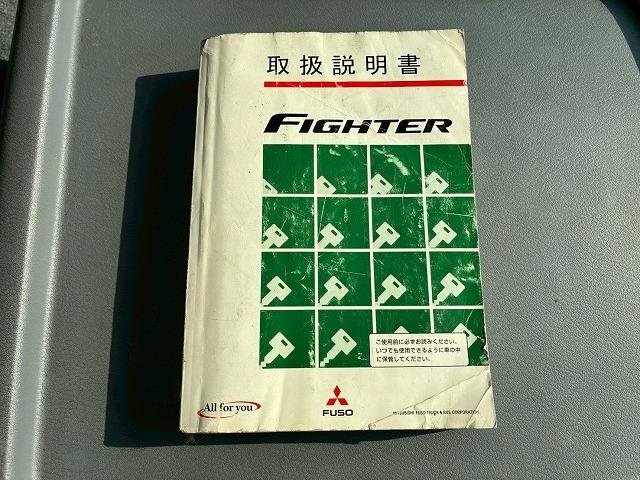 取扱説明書
FIGHTER
ご使用前に必ずお読みください。
いつでも使用できるように車の中
に保管してください。
All for you
FUSO
MITSUBISHI FUSO TRUCK & BUS CORPORATION